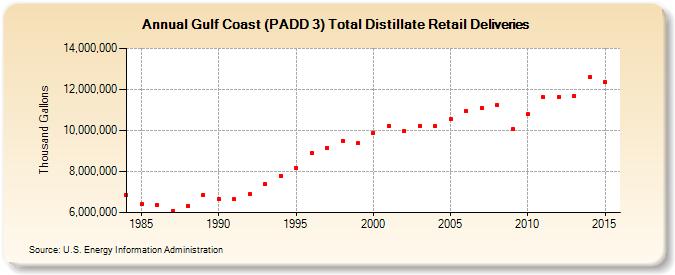 Annual Gulf Coast (PADD 3) Total Distillate Retail Deliveries
Thousand Gallons
14,000,000
12,000,000
10,000,000
8,000,000
6,000,000
1985 1990 1995 2000 2005 2010 2015
Source: U.S. Energy Information Administration